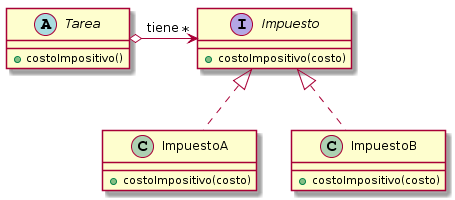 A Tarea
tiene *
I Impuesto
costoImpositivo()
costoImpositivo(costo)
C ImpuestoA
C ImpuestoB
costoImpositivo(costo)
costoImpositivo(costo)